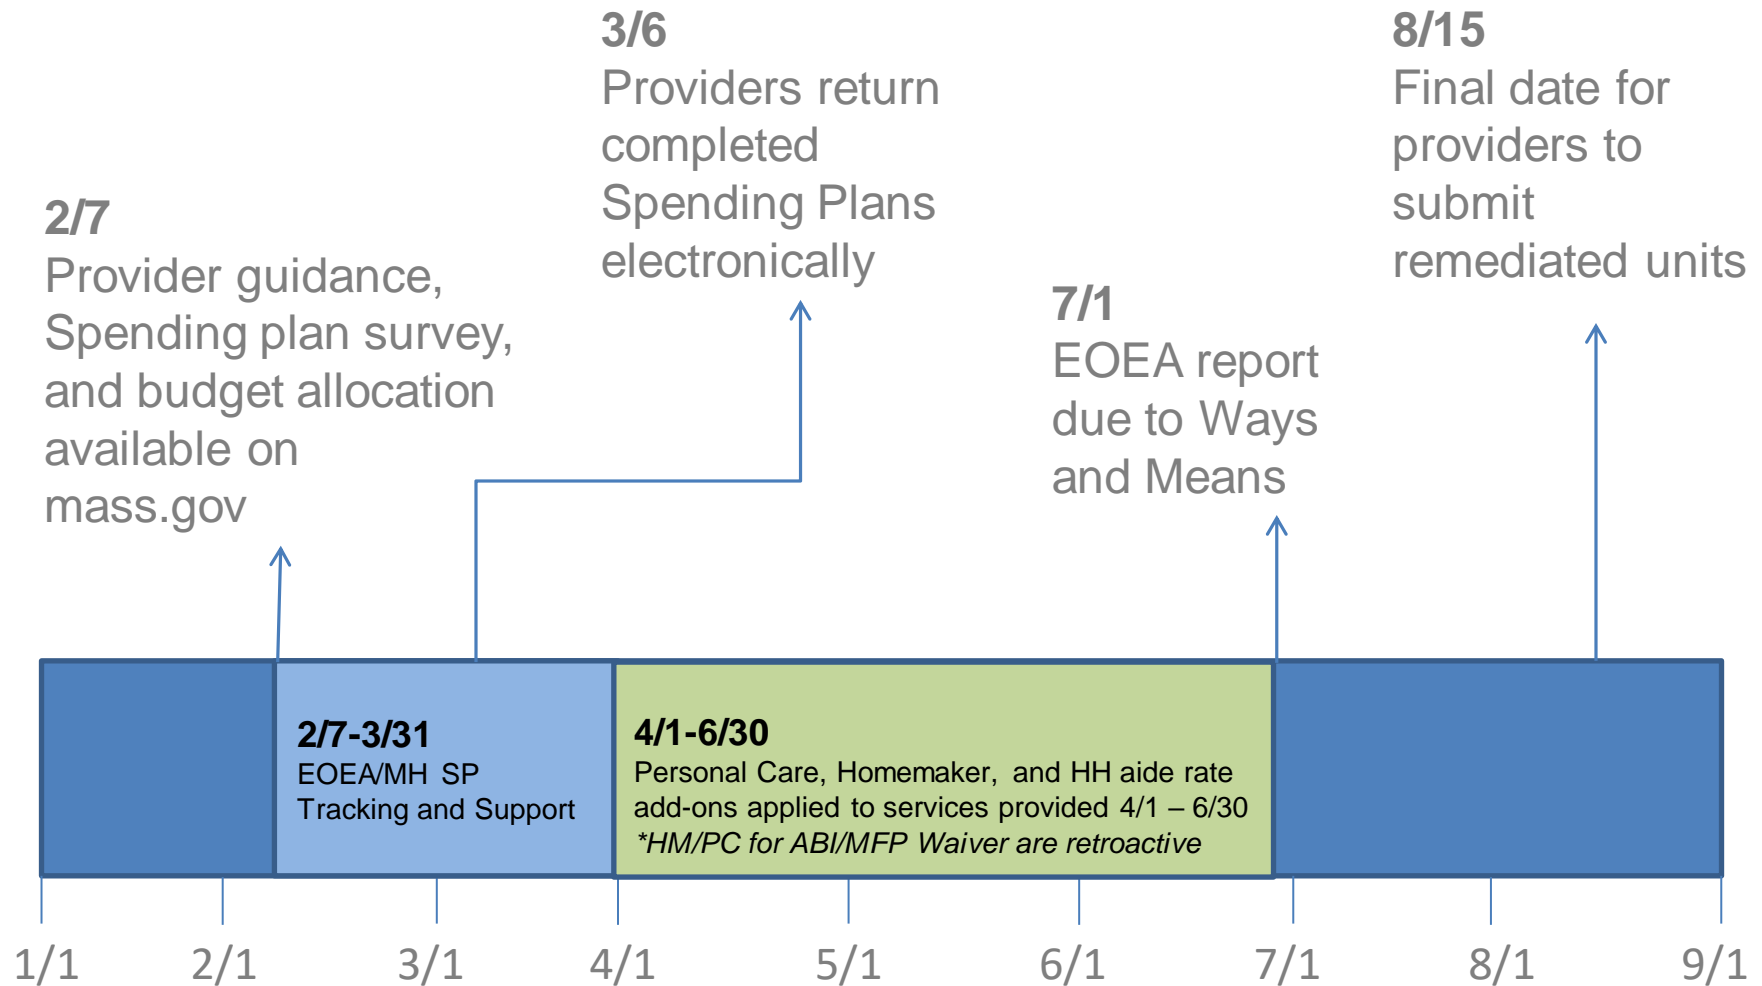 2/7
Provider guidance,
Spending plan survey,
and budget allocation
available on
mass.gov
3/6
Providers return
completed
Spending Plans
electronically
7/1
EOEA report
due to Ways
and Means
8/15
Final date for
providers to
submit
remediated units
2/7-3/31
EOEA/MH SP
Tracking and Support
4/1-6/30
Personal Care, Homemaker, and HH aide rate
add-ons applied to services provided 4/1 – 6/30
*HM/PC for ABI/MFP Waiver are retroactive
1/1 2/1 3/1 4/1 5/1 6/1 7/1 8/1 9/1